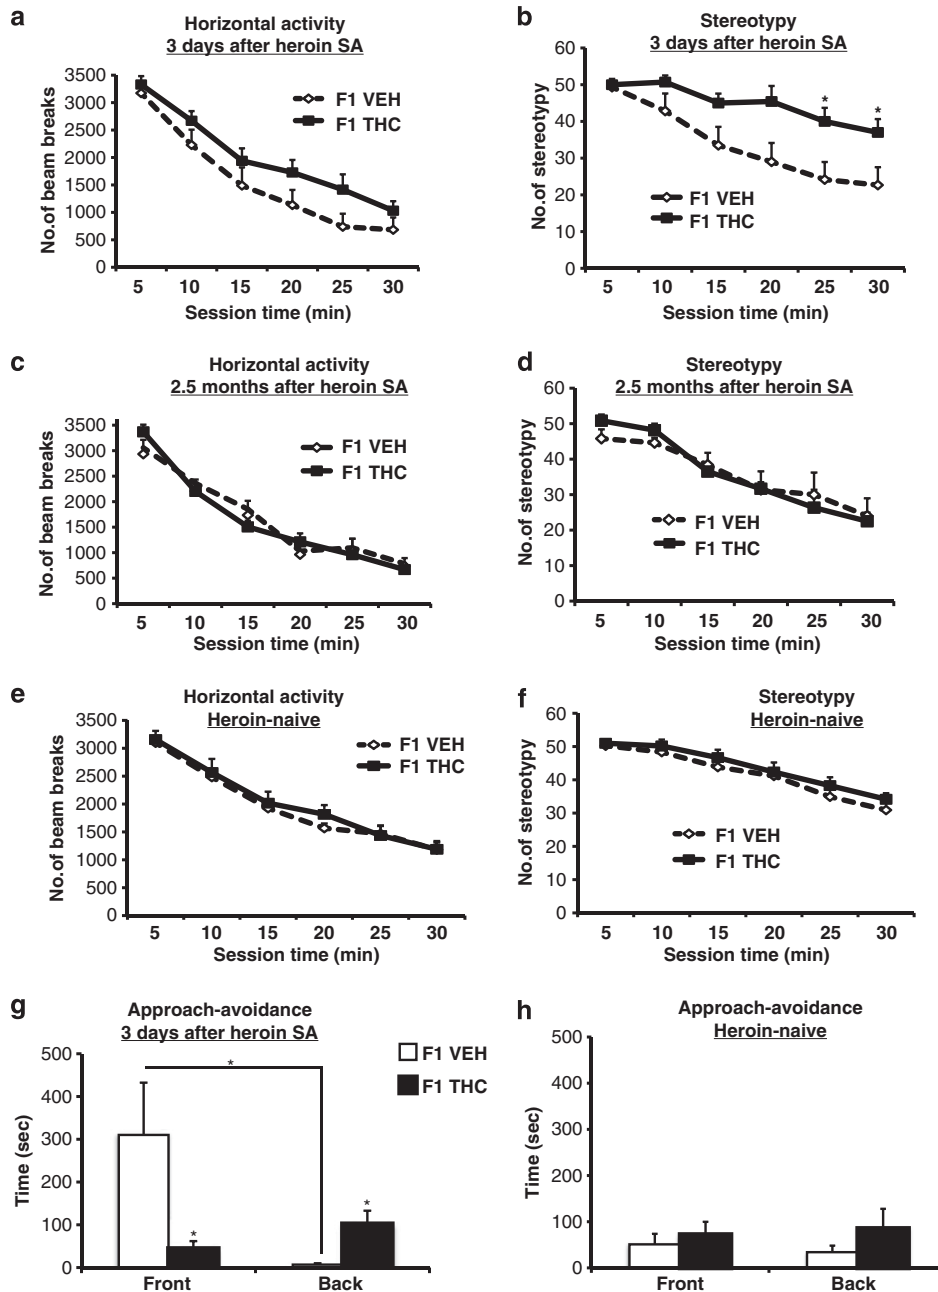 a
Horizontal activity
3 days after heroin SA
No.of beam breaks
3500
3000
2500
2000
1500
1000
500
0
F1 VEH
F1 THC
5 10 15 20 25 30
Session time (min)
b
Stereotypy
3 days after heroin SA
No.of stereotypy
60
50
40
30
20
10
0
* *
F1 VEH
F1 THC
5 10 15 20 25 30
Session time (min)
c
Horizontal activity
2.5 months after heroin SA
No.of beam breaks
3500
3000
2500
2000
1500
1000
500
0
F1 VEH
F1 THC
5 10 15 20 25 30
Session time (min)
d
Stereotypy
2.5 months after heroin SA
No.of stereotypy
60
50
40
30
20
10
0
F1 VEH
F1 THC
5 10 15 20 25 30
Session time (min)
e
Horizontal activity
Heroin-naive
No.of beam breaks
3500
3000
2500
2000
1500
1000
500
0
F1 VEH
F1 THC
5 10 15 20 25 30
Session time (min)
f
Stereotypy
Heroin-naive
No.of stereotypy
60
50
40
30
20
10
0
F1 VEH
F1 THC
5 10 15 20 25 30
Session time (min)
g
Approach-avoidance
3 days after heroin SA
Time (sec)
500
400
300
200
100
0
*
* *
F1 VEH
F1 THC
Front Back
h
Approach-avoidance
Heroin-naive
Time (sec)
500
400
300
200
100
0
Front Back